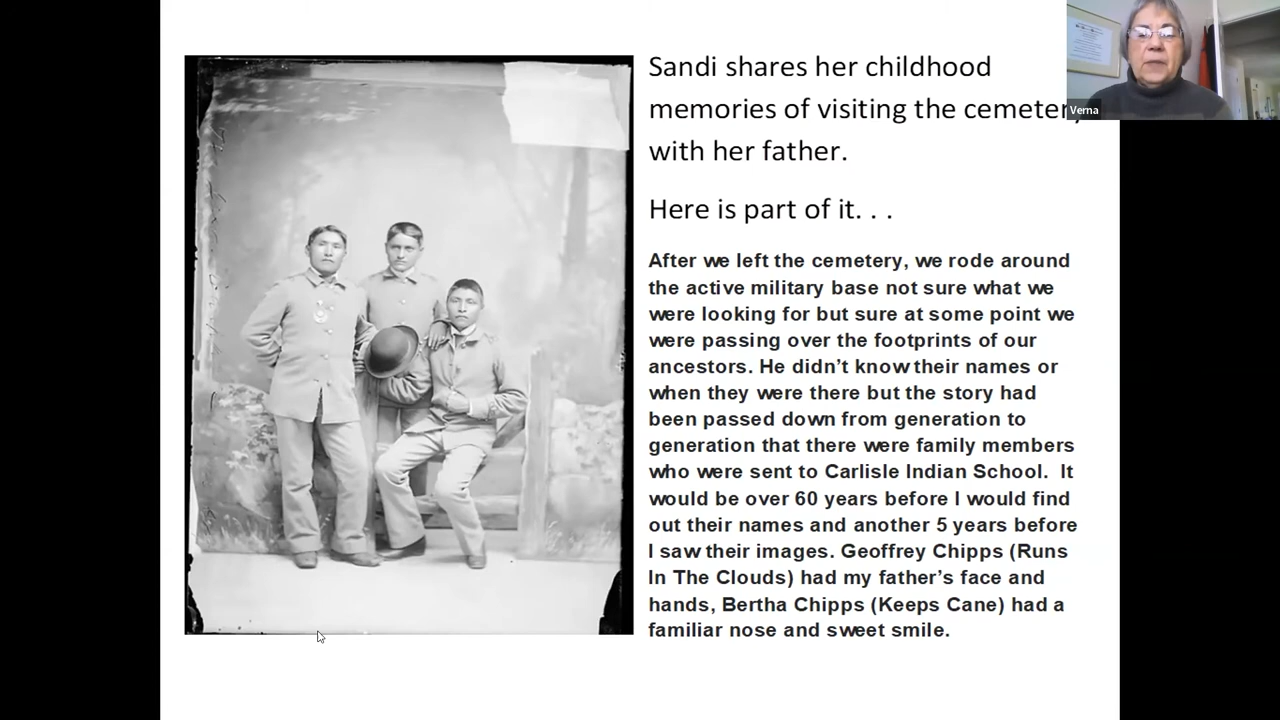 Sandi shares her childhood
memories of visiting the cemetery
with her father.
Here is part of it. . .
After we left the cemetery, we rode around
the active military base not sure what we
were looking for but sure at some point we
were passing over the footprints of our
ancestors. He didn’t know their names or
when they were there but the story had
been passed down from generation to
generation that there were family members
who were sent to Carlisle Indian School.  It
would be over 60 years before I would find
out their names and another 5 years before
I saw their images. Geoffrey Chipps (Runs
In The Clouds) had my father’s face and
hands, Bertha Chipps (Keeps Cane) had a
familiar nose and sweet smile.
Verna